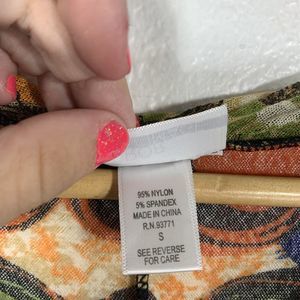 95% NYLON
5% SPANDEX
MADE IN CHINA
R.N.93771
S
SEE REVERSE
FOR CARE